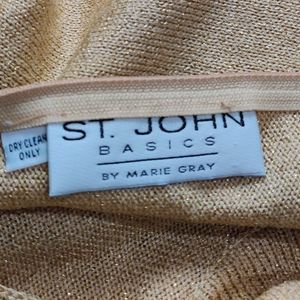 ST. JOHN
BASICS
BY MARIE GRAY
DRY CLEAN
ONLY